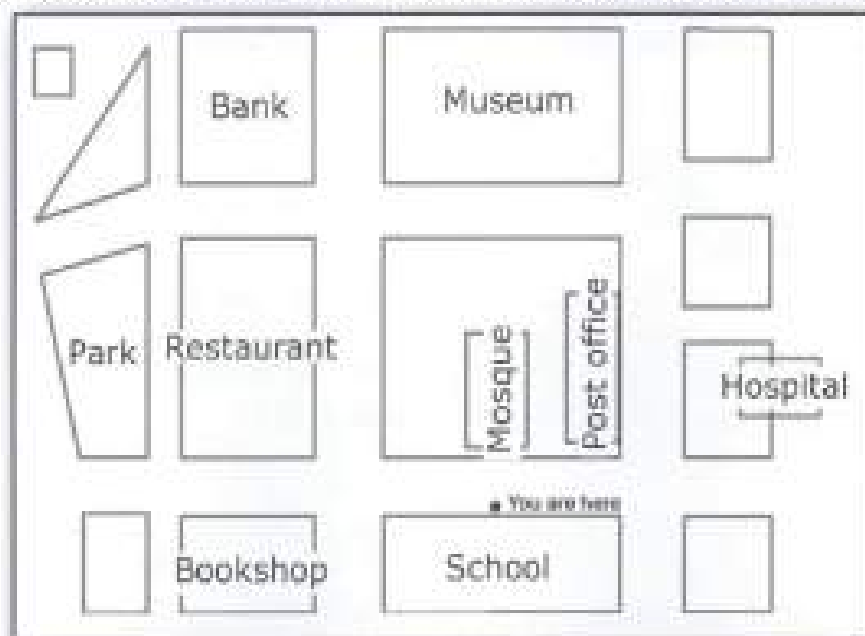 Bank
Museum
Park
Restaurant
Mosque
Post office
Hospital
You are here
Bookshop
School